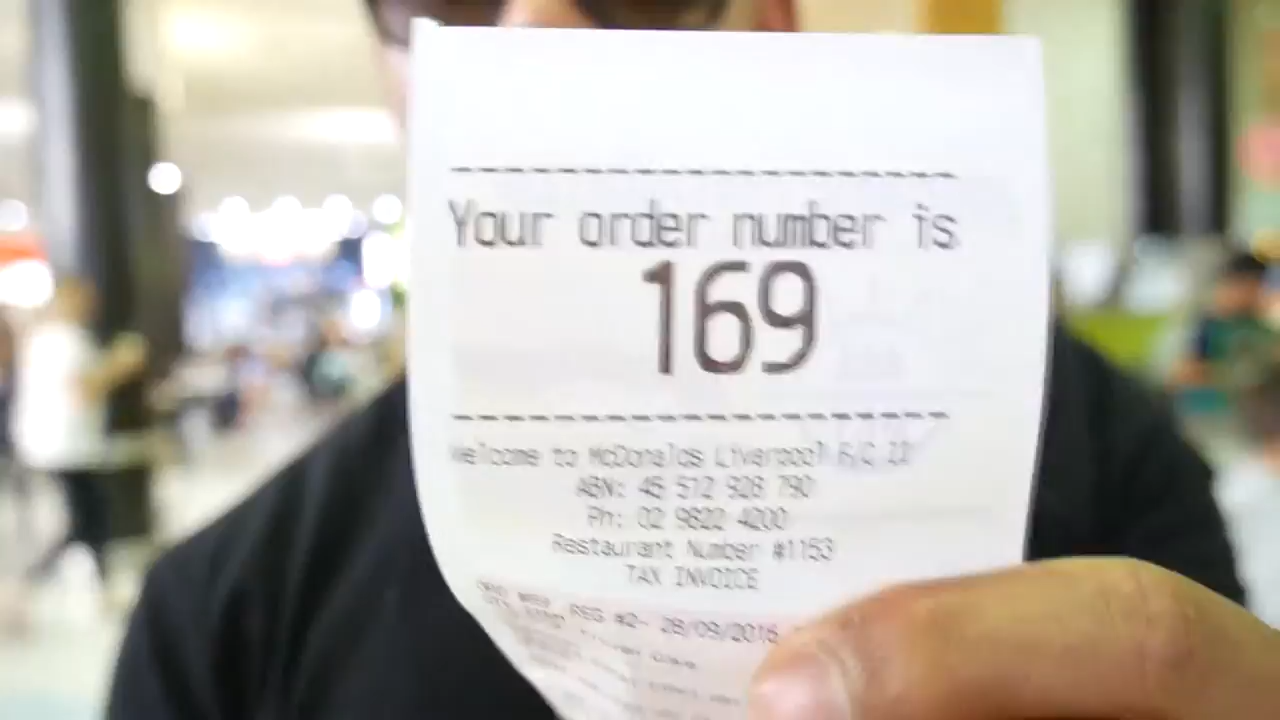 Your order number is
169
Welcome to McDonalds Liverpool
ABN: 45 572 928 790
Ph: 02 9822 4200
Restaurant Number #1153
TAX INVOICE
REG #2- 28/09/2016